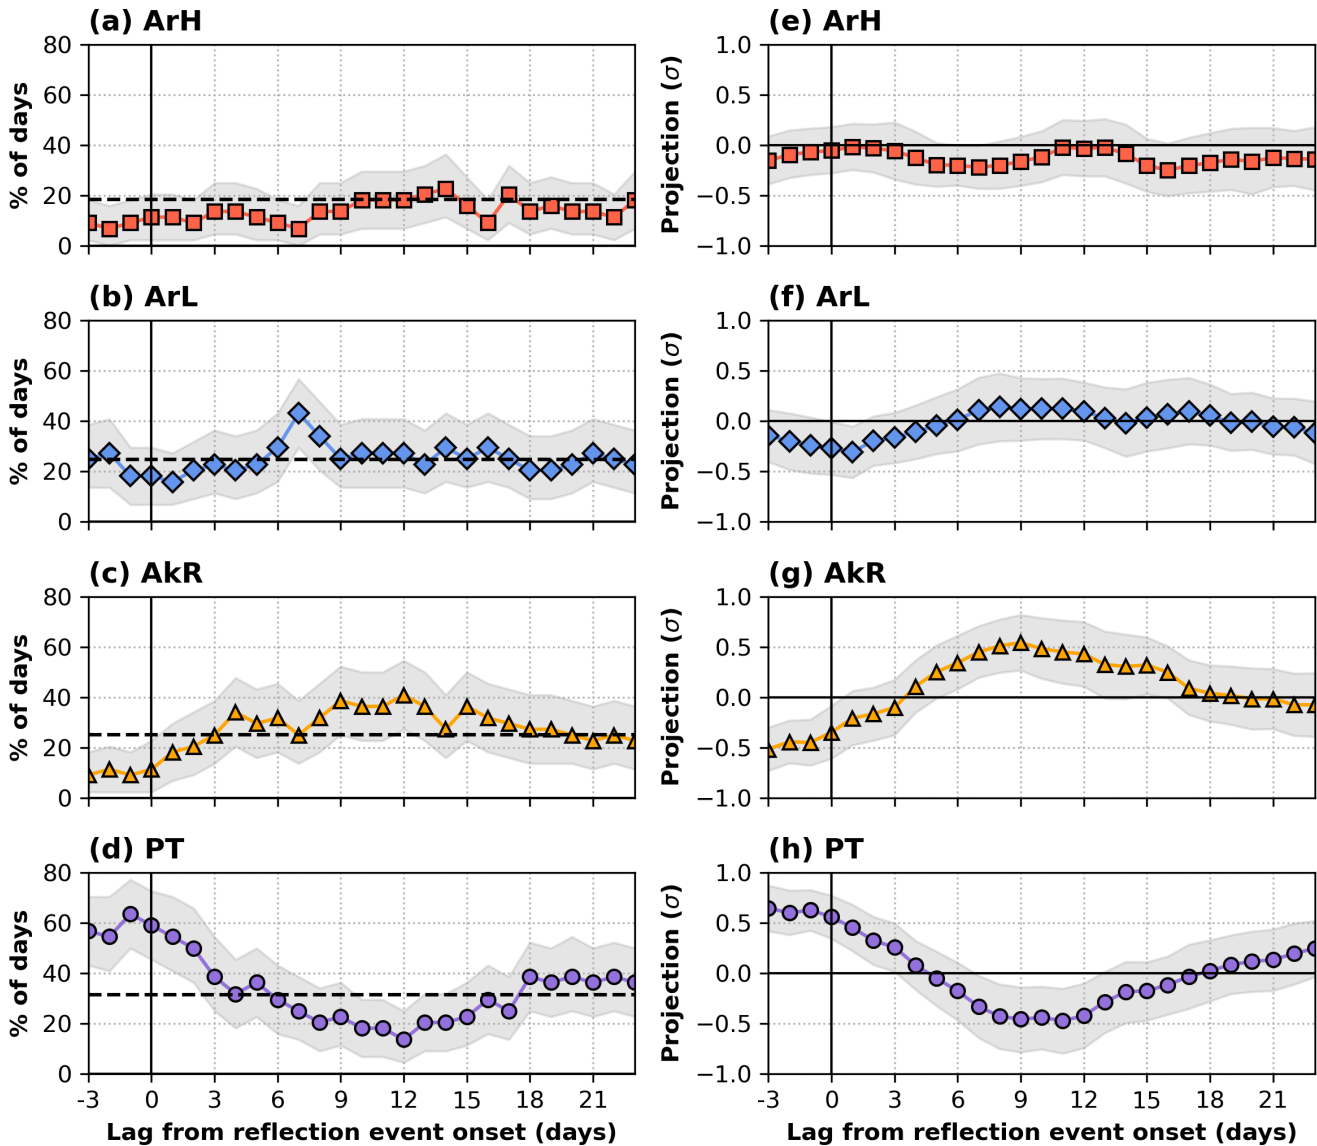 (a) ArH
% of days
80
60
40
20
0
(e) ArH
Projection (σ)
1.0
0.5
0.0
−0.5
−1.0
(b) ArL
% of days
80
60
40
20
0
(f) ArL
Projection (σ)
1.0
0.5
0.0
−0.5
−1.0
(c) AkR
% of days
80
60
40
20
0
(g) AkR
Projection (σ)
1.0
0.5
0.0
−0.5
−1.0
(d) PT
% of days
80
60
40
20
0
-3 0 3 6 9 12 15 18 21
Lag from reflection event onset (days)
(h) PT
Projection (σ)
1.0
0.5
0.0
−0.5
−1.0
-3 0 3 6 9 12 15 18 21
Lag from reflection event onset (days)